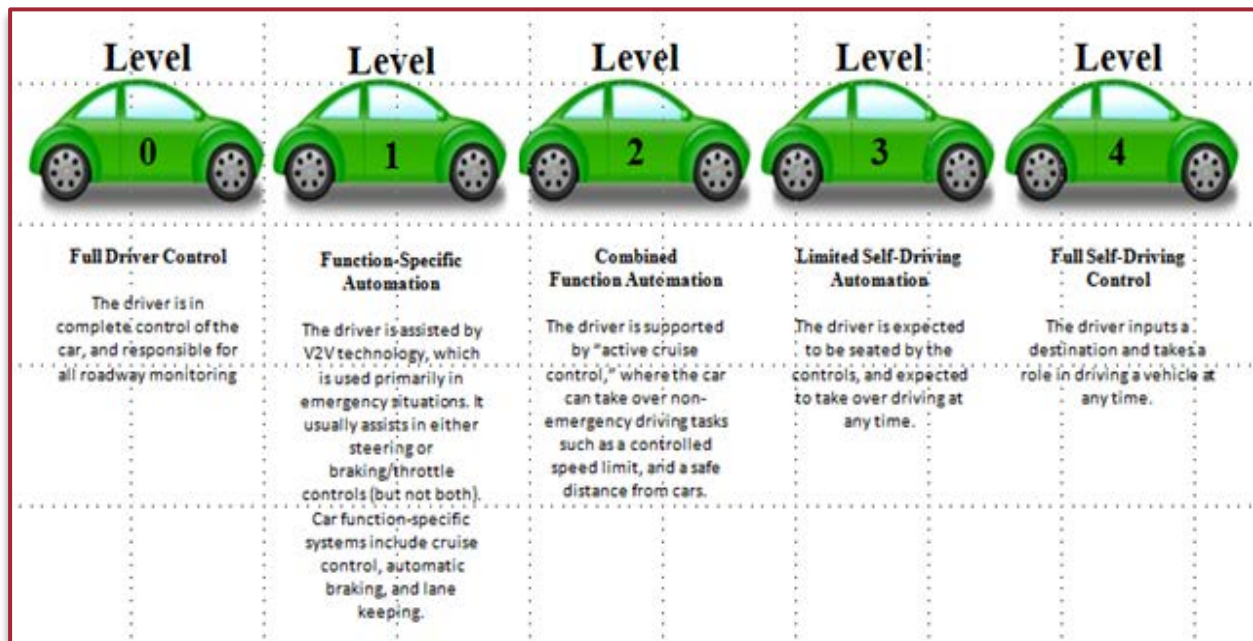 Level
0
Full Driver Control
The driver is in
complete control of the
car, and responsible for
all roadway monitoring
Level
1
Function-Specific
Automation
The driver is assisted by
V2V technology, which
is used primarily in
emergency situations. It
usually assists in either
steering or
braking/throttle
controls (but not both).
Car function-specific
systems include cruise
control, automatic
braking, and lane
keeping.
Level
2
Combined
Function Automation
The driver is supported
by “active cruise
control,” where the car
can take over non-
emergency driving tasks
such as a controlled
speed limit, and a safe
distance from cars.
Level
3
Limited Self-Driving
Automation
The driver is expected
to be seated by the
controls, and expected
to take over driving at
any time.
Level
4
Full Self-Driving
Control
The driver inputs a
destination and takes a
role in driving a vehicle at
any time.